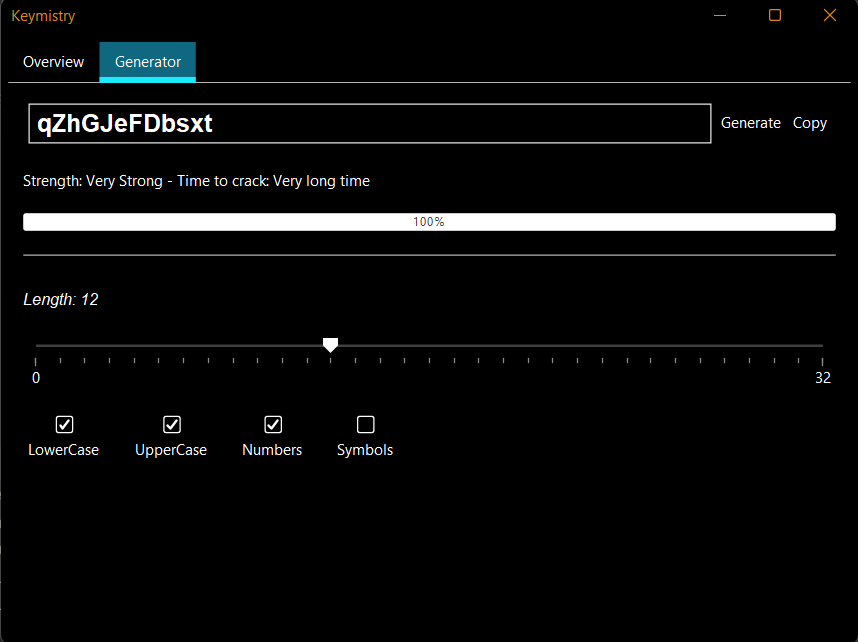 Keymistry
Overview Generator
qZhGJeFDbsxt Generate Copy
Strength: Very Strong - Time to crack: Very long time
100%
Length: 12
0 32
LowerCase UpperCase Numbers Symbols